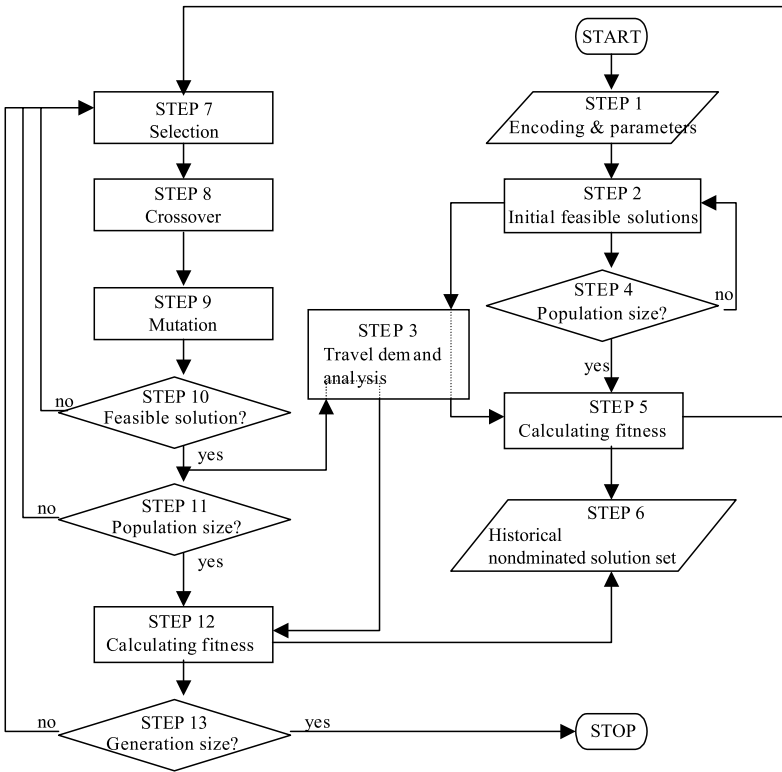 START
STEP 1
Encoding & parameters
STEP 2
Initial feasible solutions
STEP 4
Population size?
no
yes
STEP 3
Travel demand
analysis
STEP 5
Calculating fitness
STEP 6
Historical
nondminated solution set
STEP 7
Selection
STEP 8
Crossover
STEP 9
Mutation
STEP 10
Feasible solution?
no
yes
STEP 11
Population size?
no
yes
STEP 12
Calculating fitness
STEP 13
Generation size?
no
yes
STOP